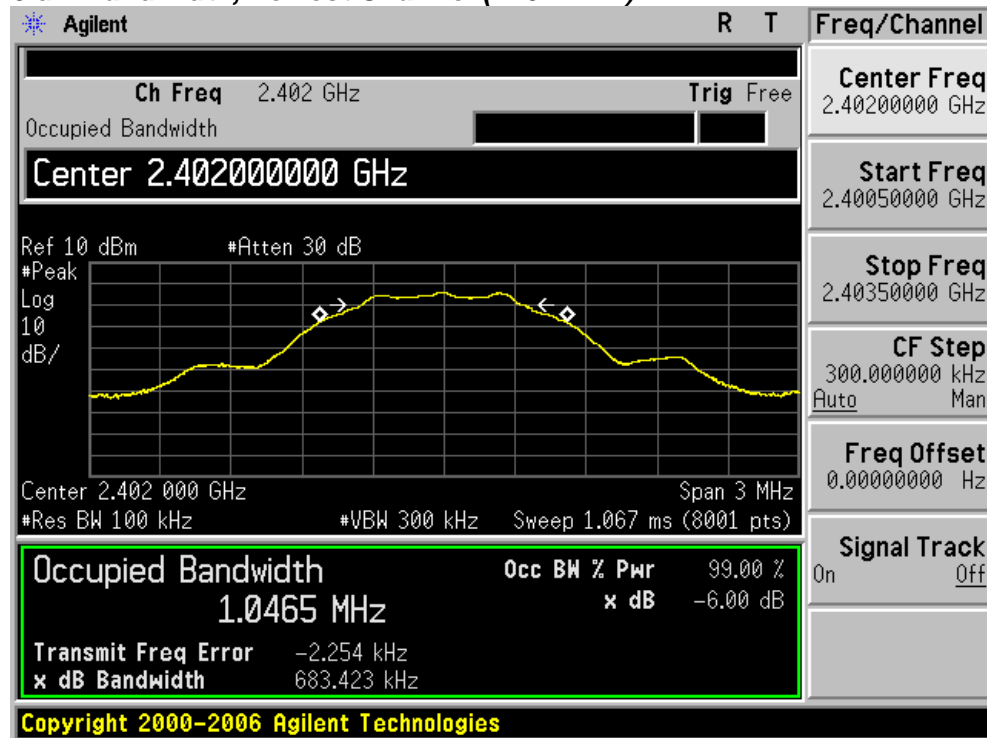 Agilent R T
Freq/Channel
Ch Freq 2.402 GHz Trig Free
Occupied Bandwidth
Center 2.402000000 GHz
Ref 10 dBm #Atten 30 dB
#Peak
Log
10
dB/
Center 2.402 000 GHz Span 3 MHz
#Res BW 100 kHz #VBW 300 kHz Sweep 1.067 ms (8001 pts)
Occupied Bandwidth
1.0465 MHz
Occ BW % Pwr 99.00 %
x dB -6.00 dB
Transmit Freq Error -2.254 kHz
x dB Bandwidth 683.423 kHz
Center Freq
2.40200000 GHz
Start Freq
2.40050000 GHz
Stop Freq
2.40350000 GHz
CF Step
300.000000 kHz
Auto Man
Freq Offset
0.00000000 Hz
Signal Track
On Off
Copyright 2000-2006 Agilent Technologies